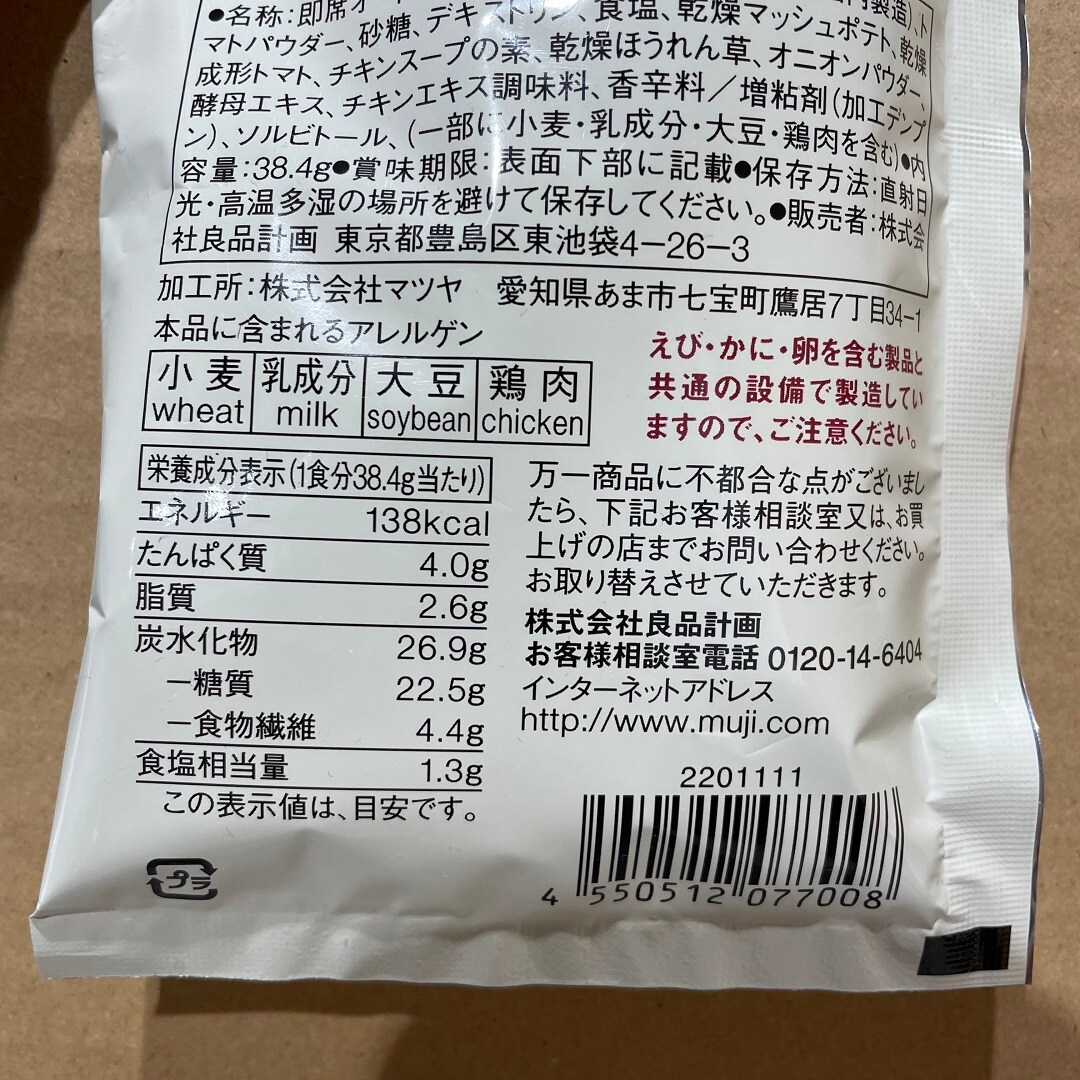 ●名称:即席オー
内製造)、ト
マトパウダー、砂糖、デキストリン、食塩、乾燥マッシュポテト、乾燥
成形トマト、チキンスープの素、乾燥ほうれん草、オニオンパウダー、
酵母エキス、チキンエキス調味料、香辛料/増粘剤(加工デンプ
ン)、ソルビトール、(一部に小麦・乳成分・大豆・鶏肉を含む)●内
容量:38.4g●賞味期限:表面下部に記載●保存方法:直射日
光・高温多湿の場所を避けて保存してください。●販売者:株式会
社良品計画 東京都豊島区東池袋4-26-3
加工所:株式会社マツヤ 愛知県あま市七宝町鷹居7丁目34-1
本品に含まれるアレルゲン
小麦 乳成分 大豆 鶏肉
wheat milk soybean chicken
えび・かに・卵を含む製品と
共通の設備で製造してい
ますので、ご注意ください。
栄養成分表示(1食分38.4g当たり)
エネルギー 138kcal
たんぱく質 4.0g
脂質 2.6g
炭水化物 26.9g
-糖質 22.5g
-食物繊維 4.4g
食塩相当量 1.3g
この表示値は、目安です。
万一商品に不都合な点がございまし
たら、下記お客様相談室又は、お買
上げの店までお問い合わせください。
お取り替えさせていただきます。
株式会社良品計画
お客様相談室電話 0120-14-6404
インターネットアドレス
http://www.muji.com
2201111
4 550512 077008
プラ